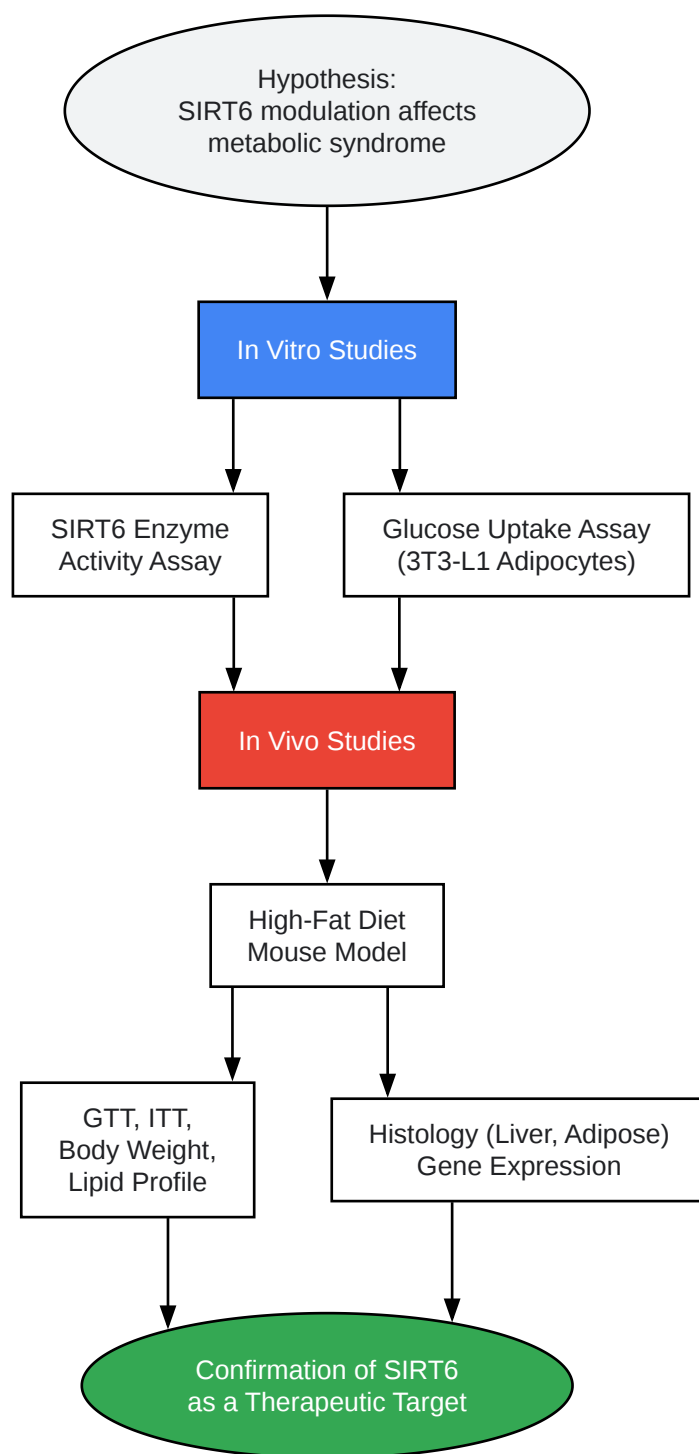 Hypothesis:
SIRT6 modulation affects
metabolic syndrome
In Vitro Studies
SIRT6 Enzyme
Activity Assay
Glucose Uptake Assay
(3T3-L1 Adipocytes)
In Vivo Studies
High-Fat Diet
Mouse Model
GTT, ITT,
Body Weight,
Lipid Profile
Histology (Liver, Adipose)
Gene Expression
Confirmation of SIRT6
as a Therapeutic Target